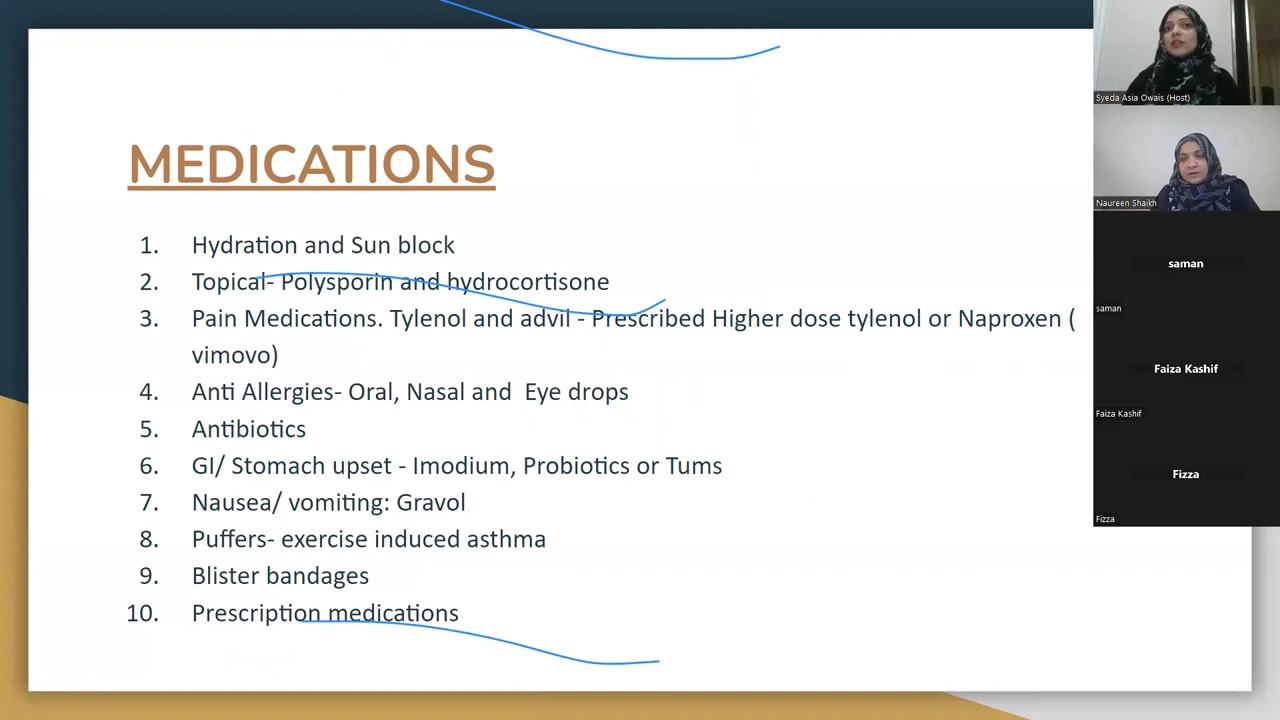 MEDICATIONS
1. Hydration and Sun block
2. Topical- Polysporin and hydrocortisone
3. Pain Medications. Tylenol and advil - Prescribed Higher dose tylenol or Naproxen (
vimovo)
4. Anti Allergies- Oral, Nasal and  Eye drops
5. Antibiotics
6. GI/ Stomach upset - Imodium, Probiotics or Tums
7. Nausea/ vomiting: Gravol
8. Puffers- exercise induced asthma
9. Blister bandages
10. Prescription medications
Syeda Asia Owais (Host)
Naureen Shaikh
saman
saman
Faiza Kashif
Faiza Kashif
Fizza
Fizza